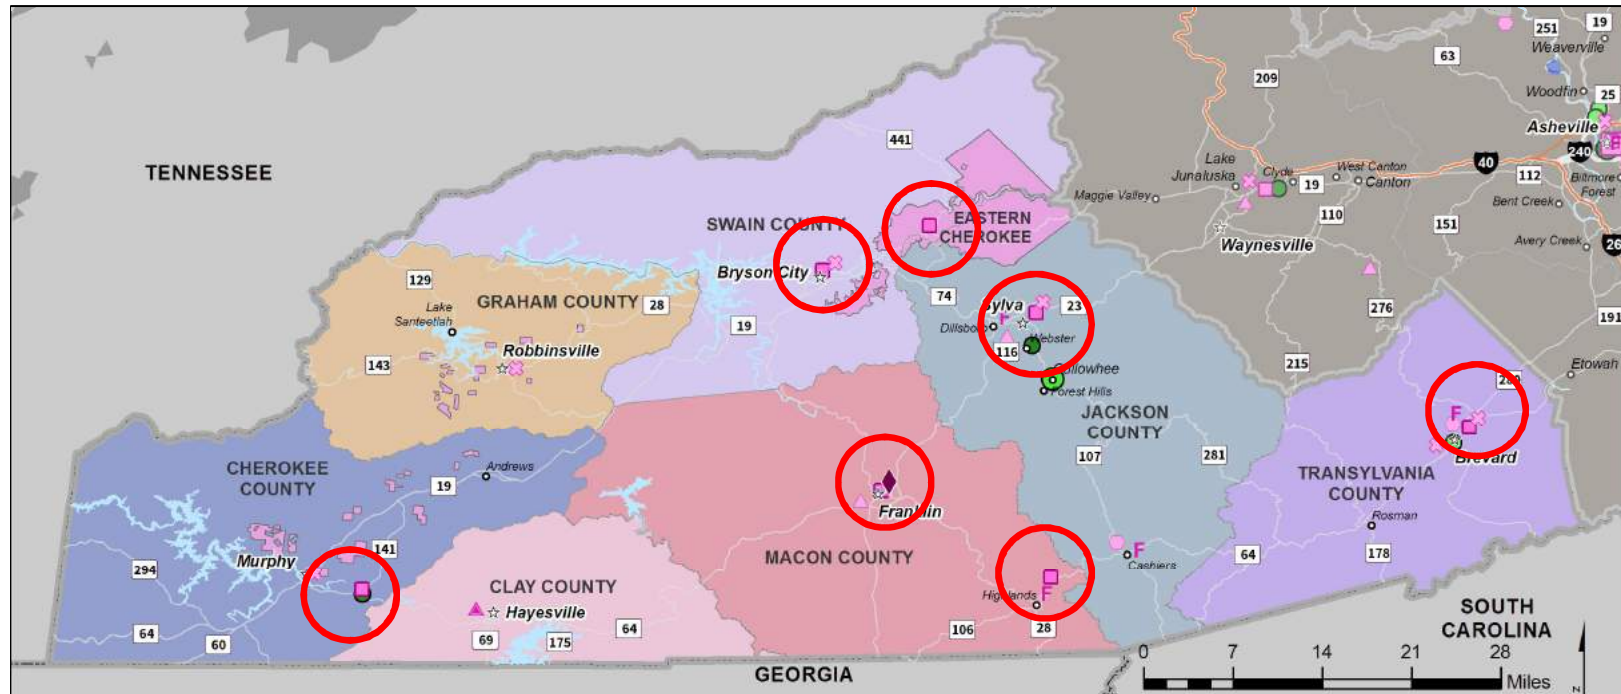 251
19
Weaverville
63
209
Woodfin
25
441
Asheville
TENNESSEE
240
Lake
Junaluska
Clyde
West Canton
40
19
Canton
112
Biltmore
Forest
Maggie Valley
Bent Creek
110
151
SWAIN COUNTY
EASTERN
CHEROKEE
Waynesville
Avery Creek
26
Bryson City
129
276
GRAHAM COUNTY
28
74
Sylva
23
191
Lake
Santeetlah
19
Dillsboro
F
Webster
Robbinsville
116
143
215
Etowah
Cullowhee
Forest Hills
280
JACKSON
COUNTY
F
CHEROKEE
COUNTY
Andrews
107
281
Brevard
19
TRANSYLVANIA
COUNTY
Franklin
Rosman
141
MACON COUNTY
F
64
178
Murphy
Cashiers
294
CLAY COUNTY
Highlands
F
Hayesville
64
60
69
175
64
106
28
SOUTH
CAROLINA
GEORGIA
0 7 14 21 28
Miles
N